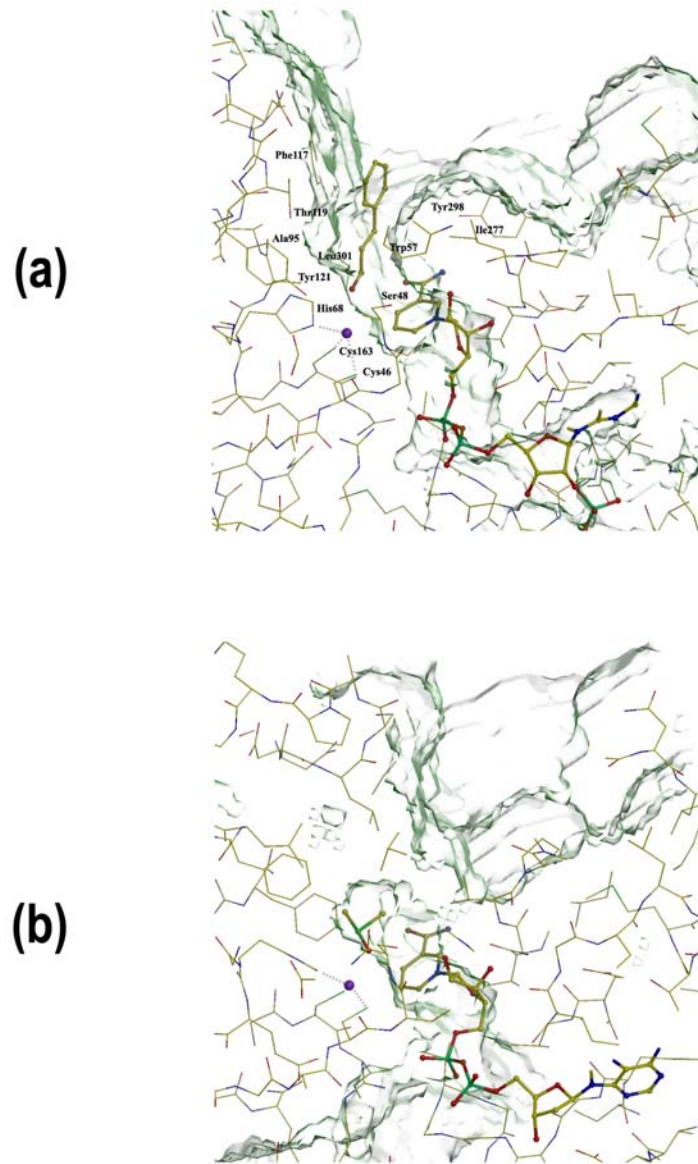 (a)
Phe117
Thr119
Tyr298
Ala95
Ile277
Leu301
Trp57
Tyr121
Ser48
His68
Cys163
Cys46
(b)